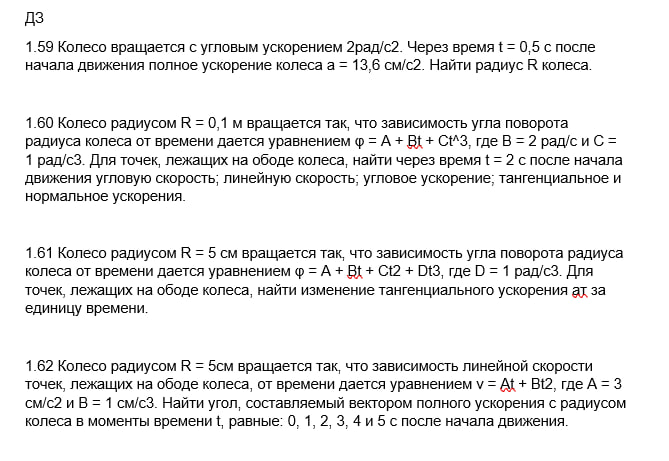 ДЗ
1.59 Колесо вращается с угловым ускорением 2рад/с2. Через время t = 0,5 с после
начала движения полное ускорение колеса а = 13,6 см/с2. Найти радиус R колеса.
1.60 Колесо радиусом R = 0,1 м вращается так, что зависимость угла поворота
радиуса колеса от времени дается уравнением φ = А + Bt + Ct^3, где В = 2 рад/с и С =
1 рад/с3. Для точек, лежащих на ободе колеса, найти через время t = 2 с после начала
движения угловую скорость; линейную скорость; угловое ускорение; тангенциальное и
нормальное ускорения.
1.61 Колесо радиусом R = 5 см вращается так, что зависимость угла поворота радиуса
колеса от времени дается уравнением φ = А + Bt + Ct2 + Dt3, где D = 1 рад/с3. Для
точек, лежащих на ободе колеса, найти изменение тангенциального ускорения ат за
единицу времени.
1.62 Колесо радиусом R = 5см вращается так, что зависимость линейной скорости
точек, лежащих на ободе колеса, от времени дается уравнением v = At + Bt2, где А = 3
см/с2 и В = 1 см/с3. Найти угол, составляемый вектором полного ускорения с радиусом
колеса в моменты времени t, равные: 0, 1, 2, 3, 4 и 5 с после начала движения.